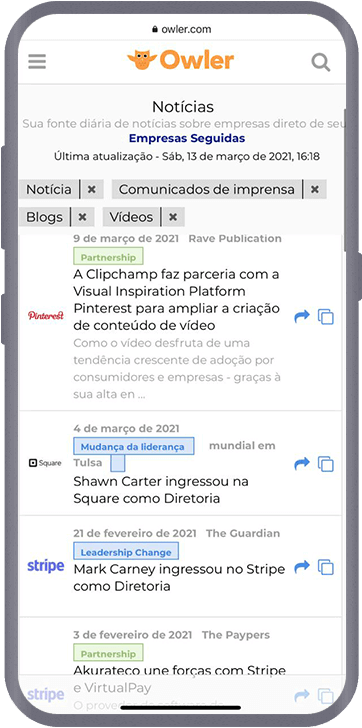 owler.com
Owler
Notícias
Sua fonte diária de notícias sobre empresas direto de seu
Empresas Seguidas
Última atualização - Sáb, 13 de março de 2021, 16:18
Notícia × Comunicados de imprensa ×
Blogs × Vídeos ×
9 de março de 2021 Rave Publication
Partnership
A Clipchamp faz parceria com a
Visual Inspiration Platform
Pinterest
Pinterest para ampliar a criação
de conteúdo de vídeo
Como o vídeo desfruta de uma
tendência crescente de adoção por
consumidores e empresas - graças à
sua alta en ...
4 de março de 2021
Mudança da liderança mundial em
Square
Tulsa
Shawn Carter ingressou na
Square como Diretoria
21 de fevereiro de 2021 The Guardian
Leadership Change
stripe
Mark Carney ingressou no Stripe
como Diretoria
3 de fevereiro de 2021 The Paypers
Partnership
Akurateco une forças com Stripe
stripe
e VirtualPay
O provedor de software de